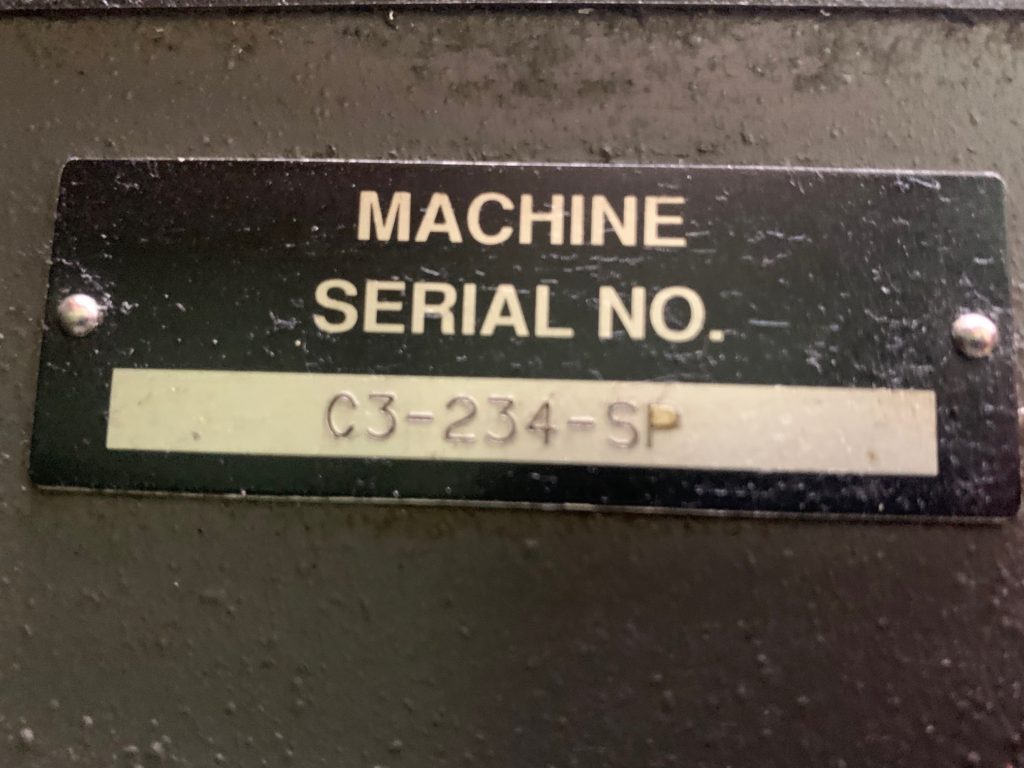 MACHINE
SERIAL NO.
C3-234-SP